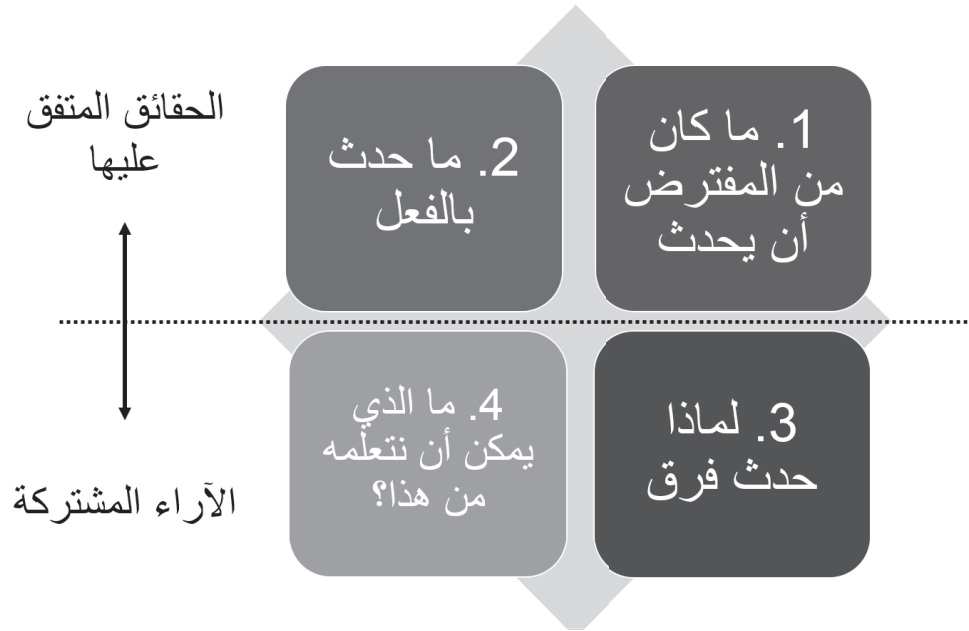 الحقائق المتفق
عليها
1. ما كان
من المفترض
أن يحدث
2. ما حدث
بالفعل
3. لماذا
حدث فرق
4. ما الذي
يمكن أن نتعلمه
من هذا؟
الآراء المشتركة